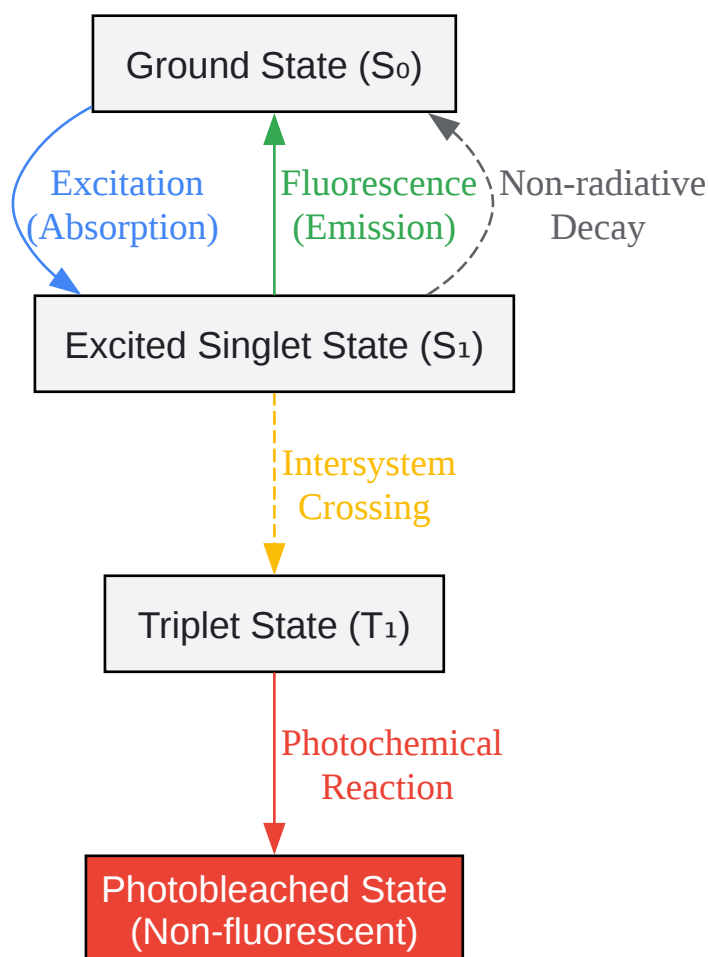 Ground State (S₀)
Excitation
(Absorption)
Fluorescence
(Emission)
Non-radiative
Decay
Excited Singlet State (S₁)
Intersystem
Crossing
Triplet State (T₁)
Photochemical
Reaction
Photobleached State
(Non-fluorescent)